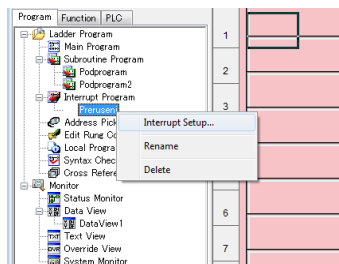 Program Function PLC
Ladder Program
Main Program
Subroutine Program
Podprogram
Podprogram2
Interrupt Program
Address Pick
Edit Rung Co
Local Progra
Syntax Chec
Cross Refere
Monitor
Status Monitor
Data View
DataView1
Text View
Override View
System Monitor
Interrupt Setup...
Rename
Delete
1
2
3
6
7